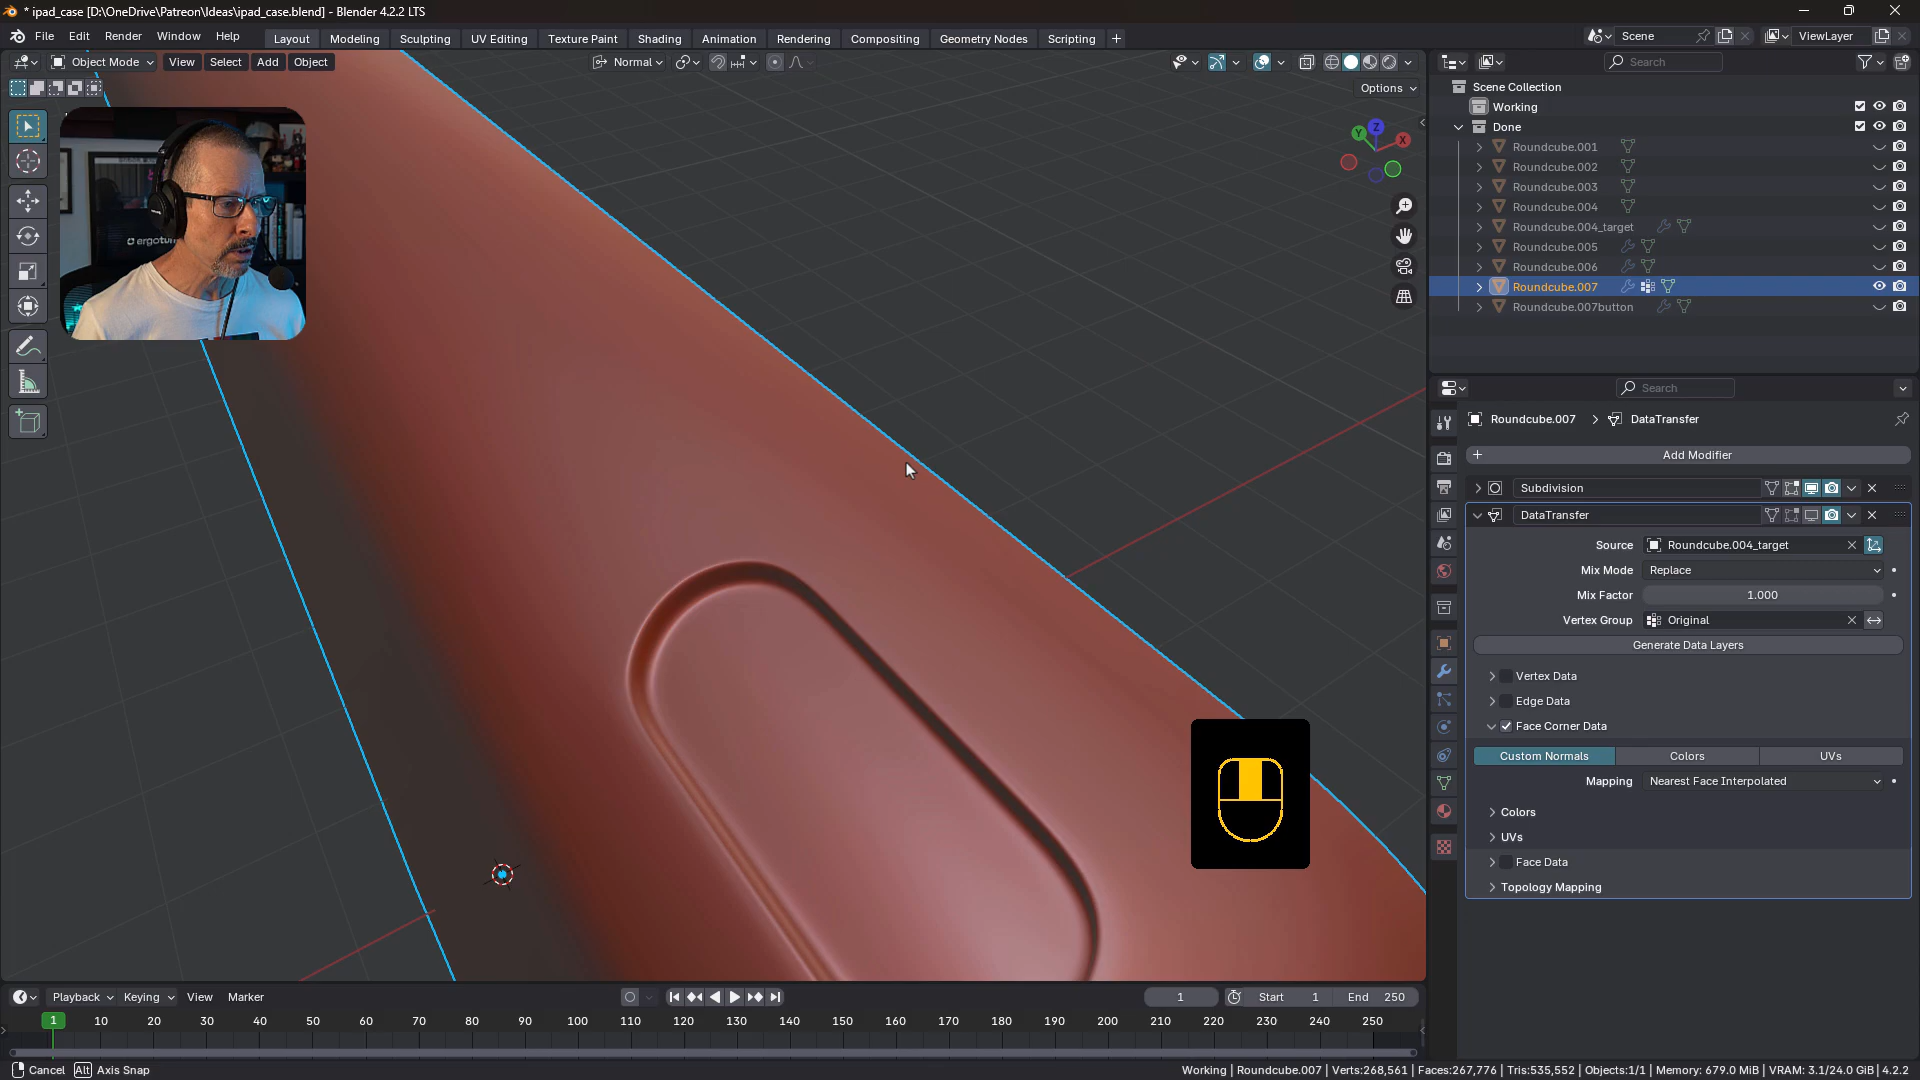 * ipad_case [D:\OneDrive\Patreon\Ideas\ipad_case.blend] - Blender 4.2.2 LTS
File Edit Render Window Help
Layout Modeling Sculpting UV Editing Texture Paint Shading Animation Rendering Compositing Geometry Nodes Scripting +
Scene ViewLayer
Object Mode View Select Add Object
Normal
Search
Options
Scene Collection
Working
Done
Roundcube.001
Roundcube.002
Roundcube.003
Roundcube.004
Roundcube.004_target
Roundcube.005
Roundcube.006
Roundcube.007
Roundcube.007button
Z
Y
X
Search
Roundcube.007 > DataTransfer
+ Add Modifier
Subdivision
DataTransfer
Source Roundcube.004_target
Mix Mode Replace
Mix Factor 1.000
Vertex Group Original
Generate Data Layers
Vertex Data
Edge Data
Face Corner Data
Custom Normals Colors UVs
Mapping Nearest Face Interpolated
Colors
UVs
Face Data
Topology Mapping
Playback Keying View Marker
1 Start 1 End 250
1 10 20 30 40 50 60 70 80 90 100 110 120 130 140 150 160 170 180 190 200 210 220 230 240 250
Cancel Alt Axis Snap
Working | Roundcube.007 | Verts:268,561 | Faces:267,776 | Tris:535,552 | Objects:1/1 | Memory: 679.0 MiB | VRAM: 3.1/24.0 GiB | 4.2.2